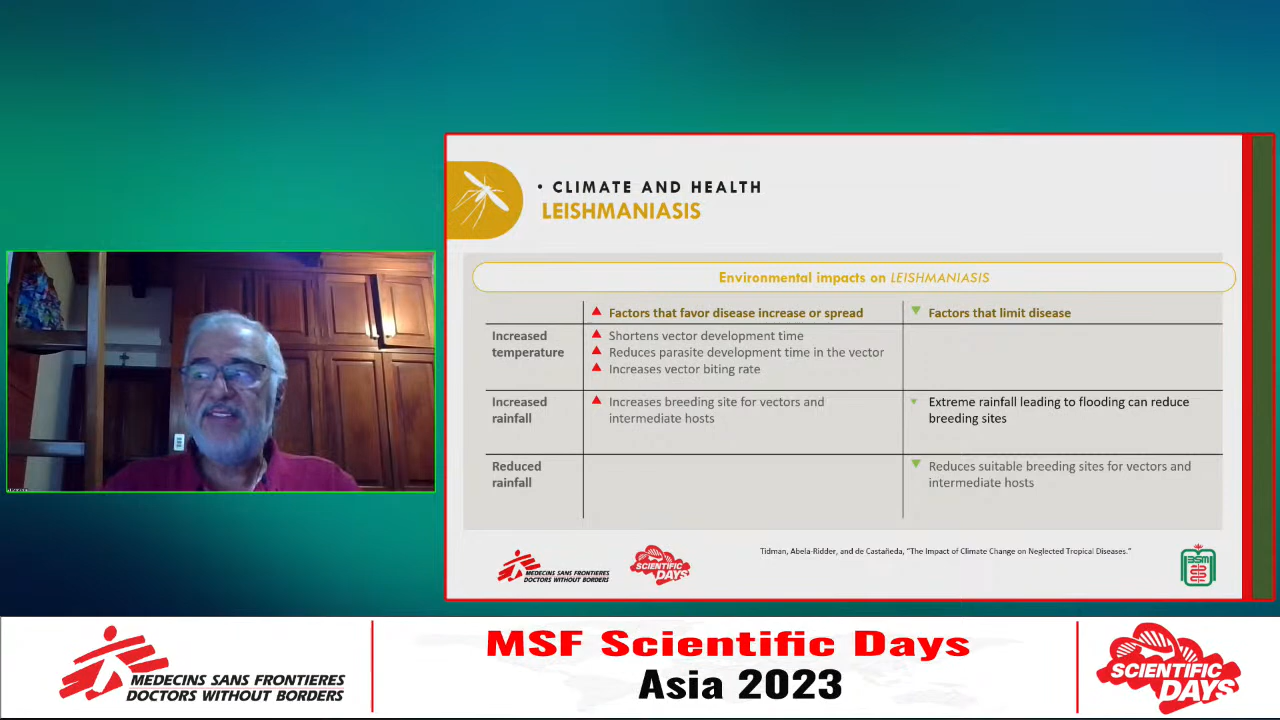 • CLIMATE AND HEALTH
LEISHMANIASIS
Environmental impacts on LEISHMANIASIS
Factors that favor disease increase or spread
Factors that limit disease
Increased
temperature
Shortens vector development time
Reduces parasite development time in the vector
Increases vector biting rate
Increased
rainfall
Increases breeding site for vectors and
intermediate hosts
Extreme rainfall leading to flooding can reduce
breeding sites
Reduced
rainfall
Reduces suitable breeding sites for vectors and
intermediate hosts
Tidman, Abela-Ridder, and de Castañeda, "The Impact of Climate Change on Neglected Tropical Diseases."
MEDECINS SANS FRONTIERES
DOCTORS WITHOUT BORDERS
SCIENTIFIC
DAYS
MEDECINS SANS FRONTIERES
DOCTORS WITHOUT BORDERS
MSF Scientific Days
Asia 2023
SCIENTIFIC
DAYS